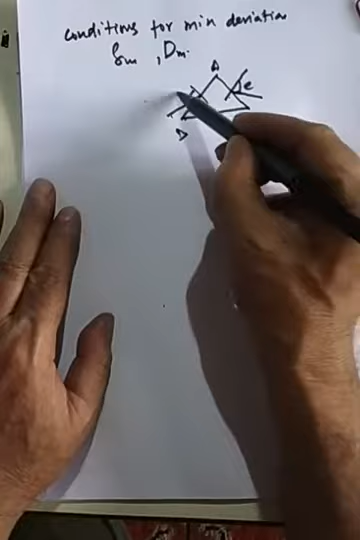 conditions for min deviation
δm , Dm.
A
e
D